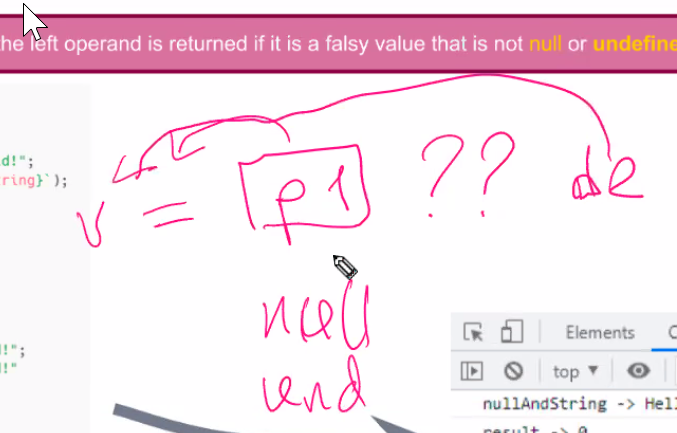 the left operand is returned if it is a falsy value that is not null or undefine
d!";
ring}`);
v = p1 ?? de
null
und
!";
!"
Elements C
top
nullAndString -> Hell
result -> 0